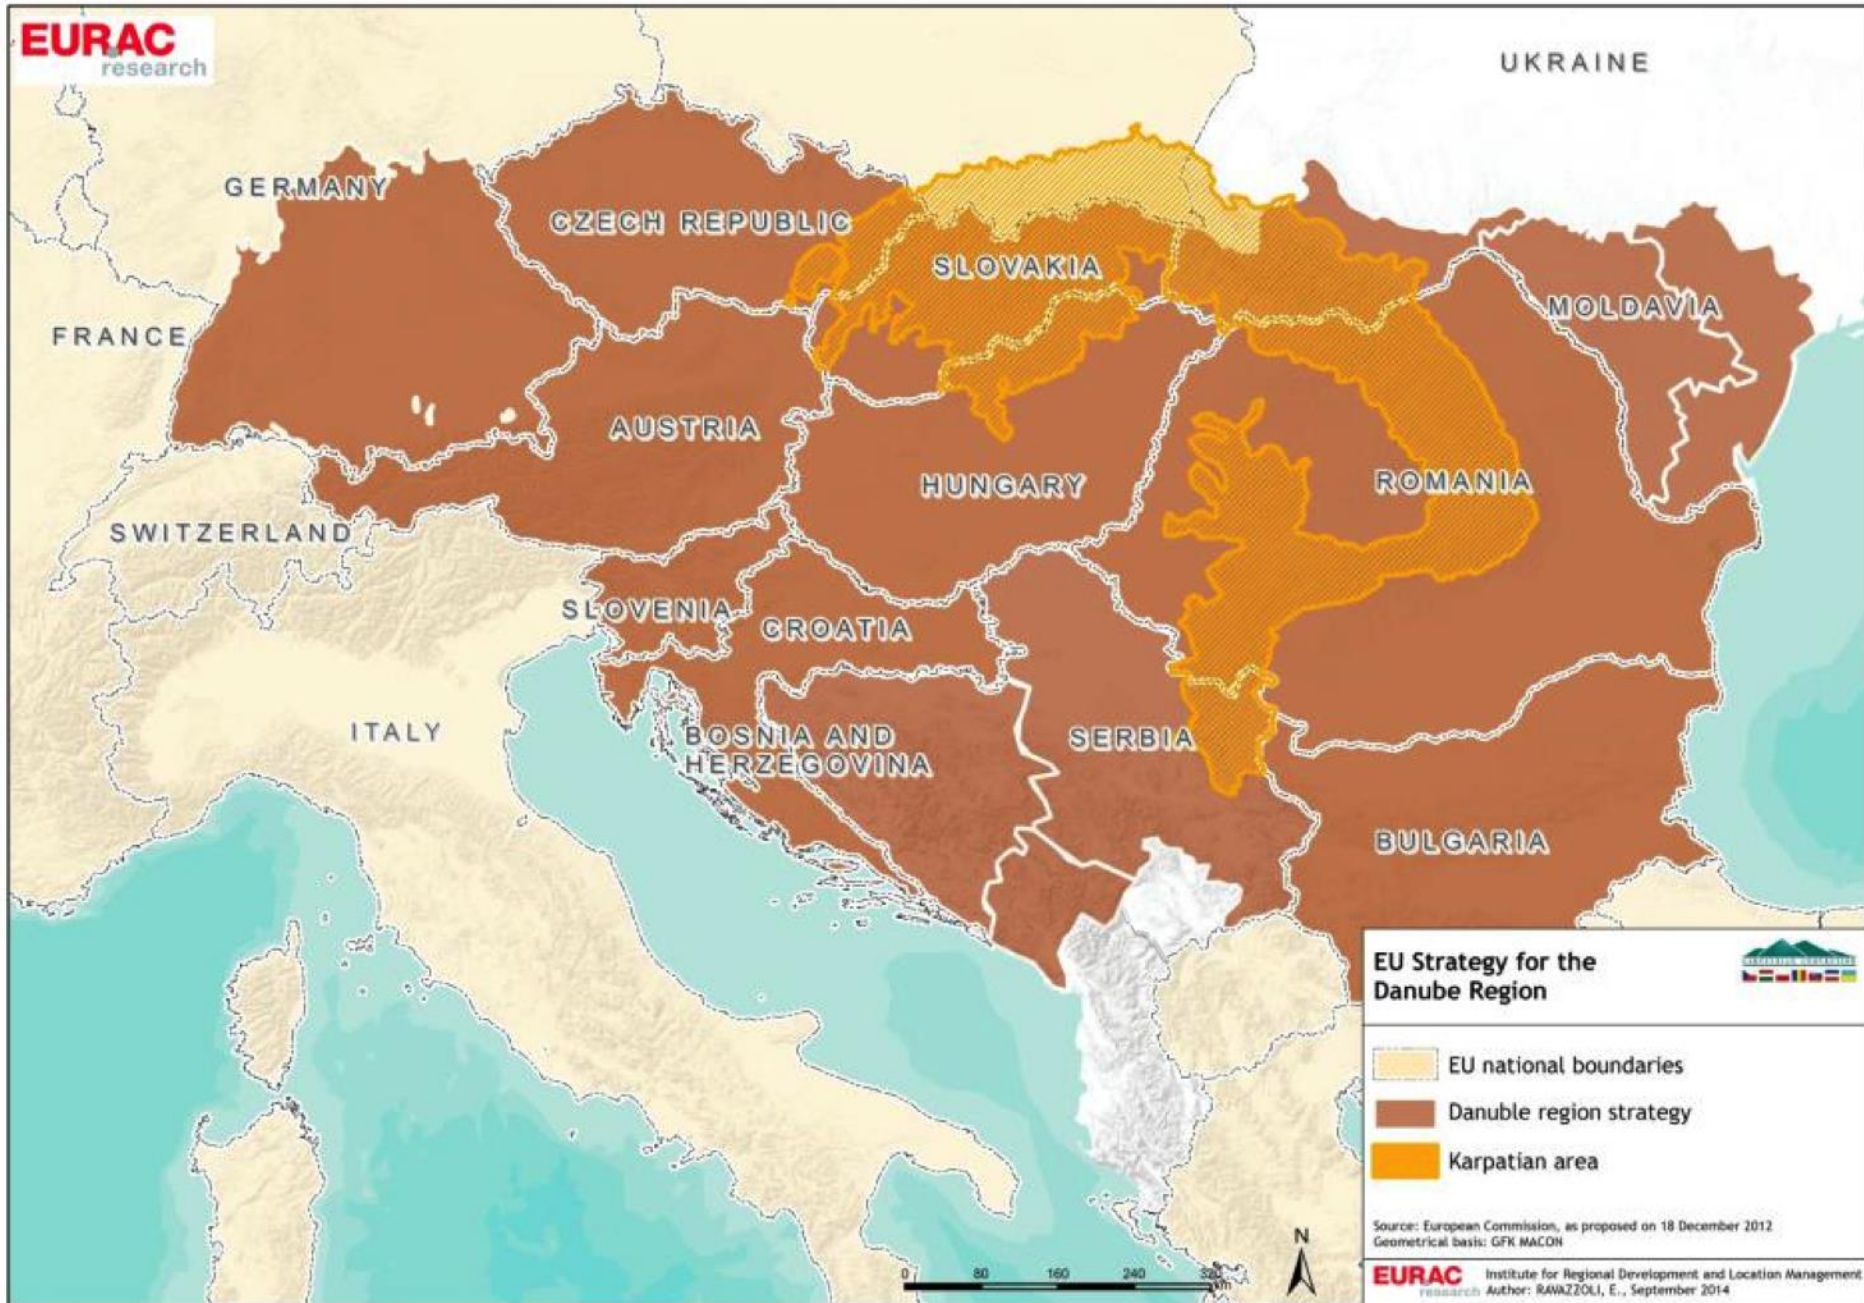 EURAC
research
UKRAINE
GERMANY
CZECH REPUBLIC
SLOVAKIA
MOLDAVIA
FRANCE
AUSTRIA
HUNGARY
ROMANIA
SWITZERLAND
SLOVENIA
CROATIA
ITALY
BOSNIA AND
HERZEGOVINA
SERBIA
BULGARIA
EU Strategy for the
Danube Region
EU national boundaries
Danuble region strategy
Karpatian area
Source: European Commission, as proposed on 18 December 2012
Geometrical basis: GFK MACON
N
0 80 160 240 320
km
EURAC
research
Institute for Regional Development and Location Management
Author: RAVAZZOLI, E., September 2014